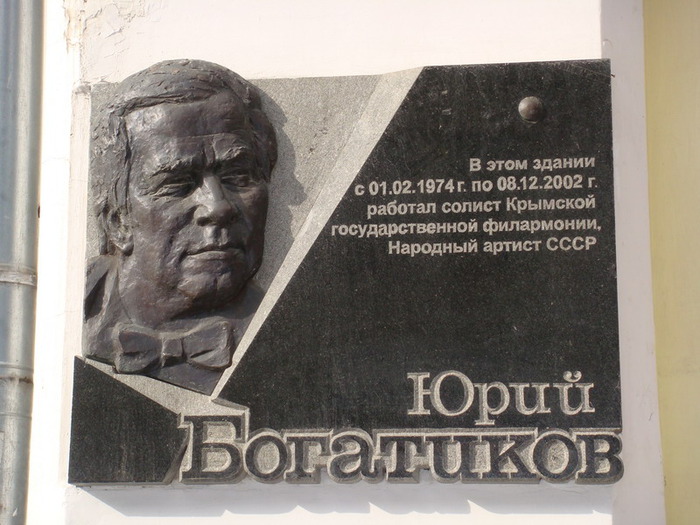 В этом здании
с 01.02.1974 г. по 08.12.2002 г.
работал солист Крымской
государственной филармонии,
Народный артист СССР
Юрий
Богатиков